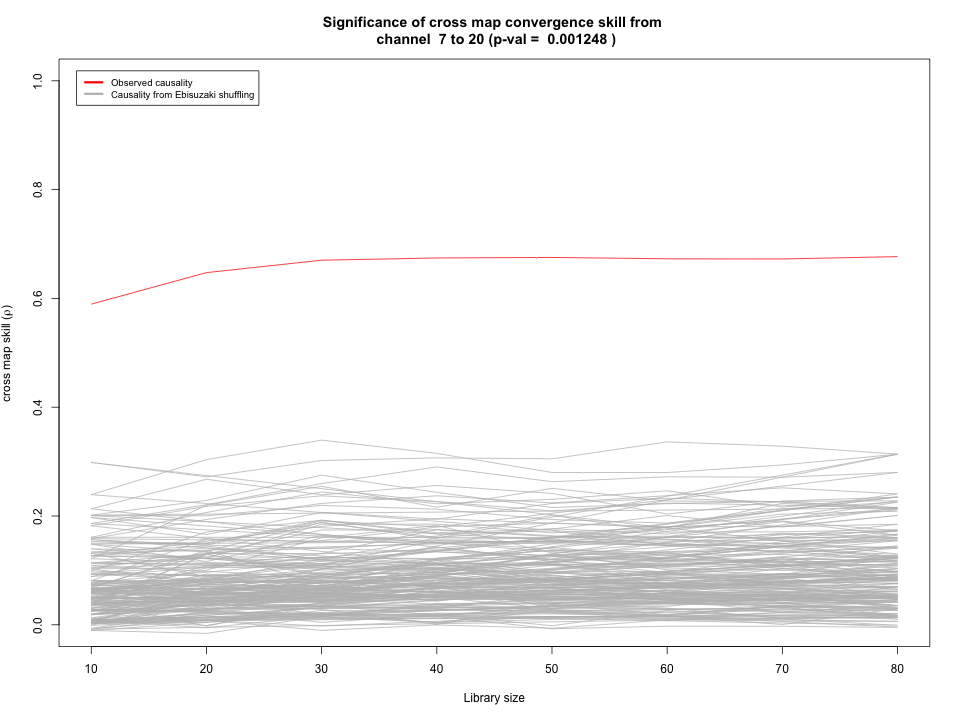 Significance of cross map convergence skill from
channel  7 to 20 (p-val =  0.001248 )
Observed causality
Causality from Ebisuzaki shuffling
cross map skill (ρ)
1.0
0.8
0.6
0.4
0.2
0.0
10 20 30 40 50 60 70 80
Library size